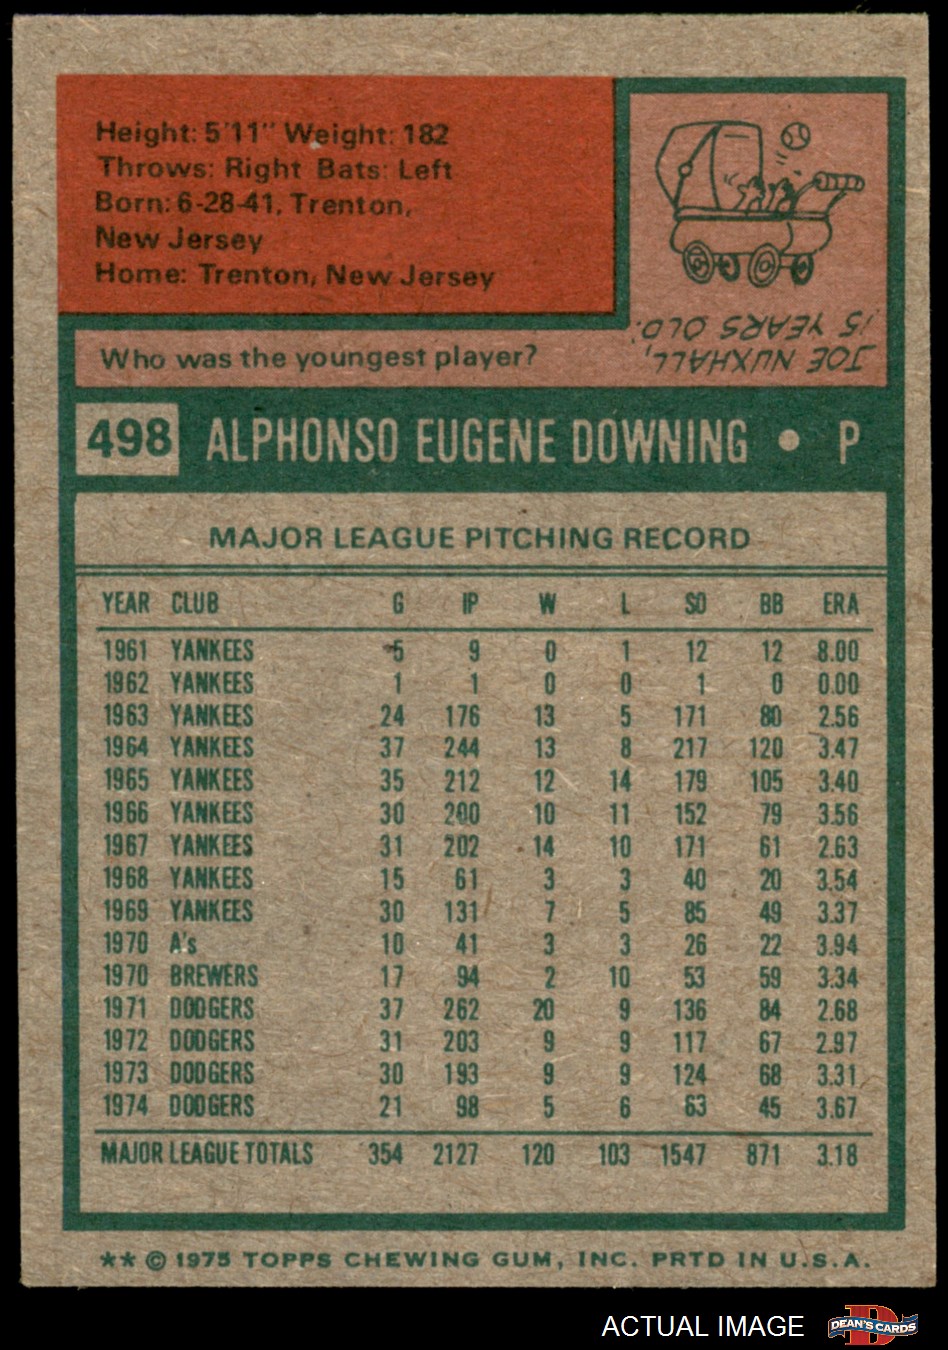 Height: 5'11" Weight: 182
Throws: Right Bats: Left
Born: 6-28-41, Trenton,
New Jersey
Home: Trenton, New Jersey
Who was the youngest player?
JOE NUXHALL,
15 YEARS OLD.
498 ALPHONSO EUGENE DOWNING • P
MAJOR LEAGUE PITCHING RECORD
YEAR CLUB G IP W L SO BB ERA
1961 YANKEES 5 9 0 1 12 12 8.00
1962 YANKEES 1 1 0 0 1 0 0.00
1963 YANKEES 24 176 13 5 171 80 2.56
1964 YANKEES 37 244 13 8 217 120 3.47
1965 YANKEES 35 212 12 14 179 105 3.40
1966 YANKEES 30 200 10 11 152 79 3.56
1967 YANKEES 31 202 14 10 171 61 2.63
1968 YANKEES 15 61 3 3 40 20 3.54
1969 YANKEES 30 131 7 5 85 49 3.37
1970 A's 10 41 3 3 26 22 3.94
1970 BREWERS 17 94 2 10 53 59 3.34
1971 DODGERS 37 262 20 9 136 84 2.68
1972 DODGERS 31 203 9 9 117 67 2.97
1973 DODGERS 30 193 9 9 124 68 3.31
1974 DODGERS 21 98 5 6 63 45 3.67
MAJOR LEAGUE TOTALS 354 2127 120 103 1547 871 3.18
** © 1975 TOPPS CHEWING GUM, INC. PRTD IN U.S.A.
ACTUAL IMAGE
D
DEAN'S CARDS